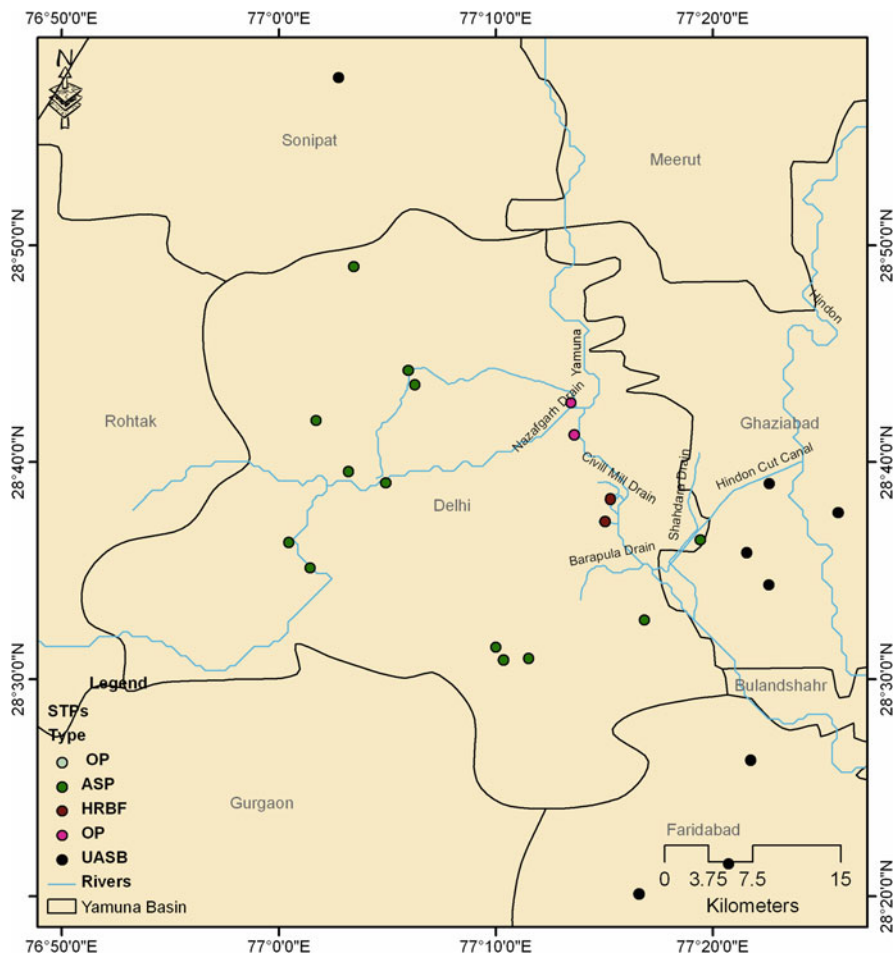 76°50'0"E 77°0'0"E 77°10'0"E 77°20'0"E
N
Sonipat
Meerut
28°50'0"N
28°50'0"N
Hindon
Yamuna
Rohtak
Nazafgarh Drain
Ghaziabad
28°40'0"N
28°40'0"N
Civill Mill Drain
Shahdara Drain
Hindon Cut Canal
Delhi
Barapula Drain
28°30'0"N
28°30'0"N
Bulandshahr
Legend
STPs
Type
OP
ASP
HRBF
OP
UASB
Rivers
Yamuna Basin
Gurgaon
Faridabad
0 3.75 7.5 15
Kilometers
28°20'0"N
28°20'0"N
76°50'0"E 77°0'0"E 77°10'0"E 77°20'0"E